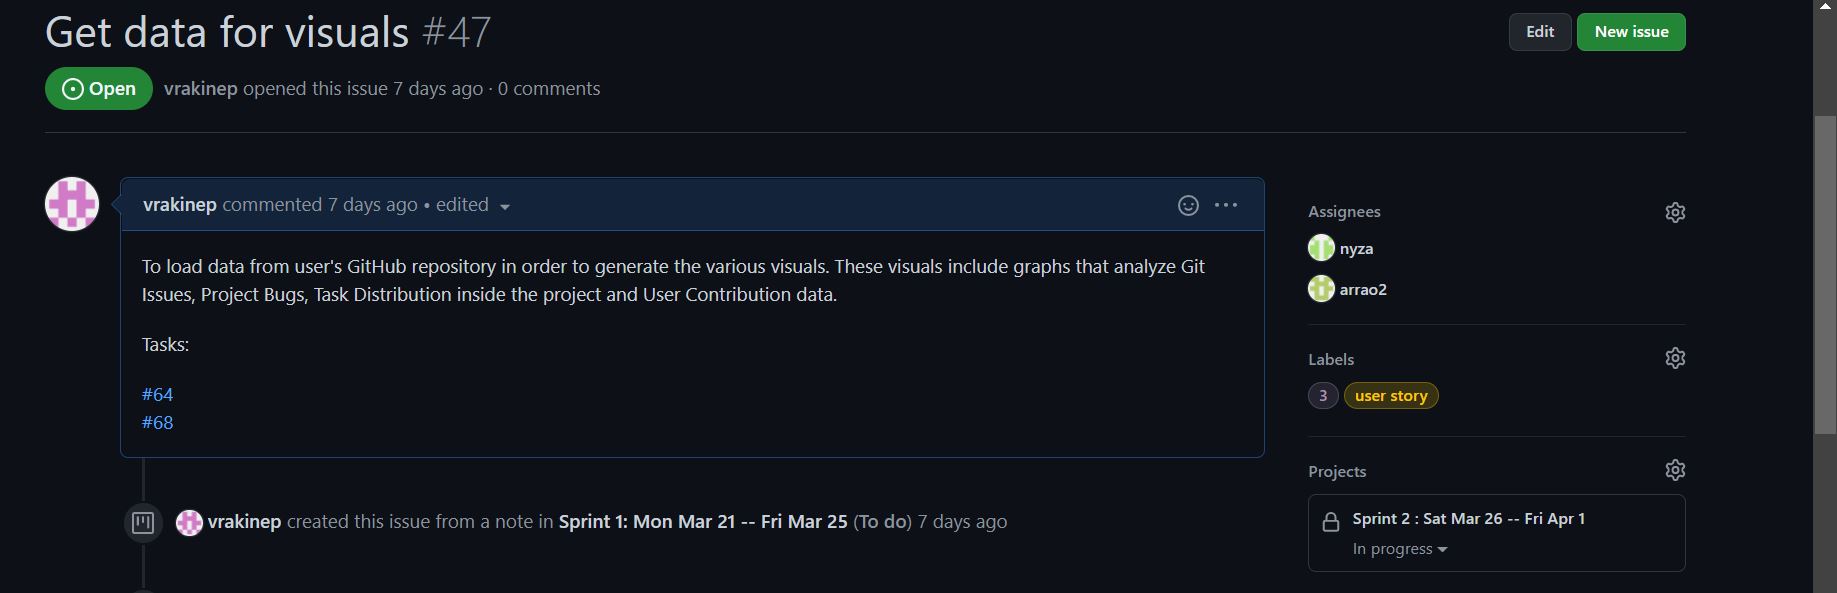 Get data for visuals #47
Edit
New issue
Open
vrakinep opened this issue 7 days ago · 0 comments
vrakinep commented 7 days ago • edited
To load data from user's GitHub repository in order to generate the various visuals. These visuals include graphs that analyze Git
Issues, Project Bugs, Task Distribution inside the project and User Contribution data.
Tasks:
#64
#68
vrakinep created this issue from a note in Sprint 1: Mon Mar 21 -- Fri Mar 25 (To do) 7 days ago
Assignees
nyza
arrao2
Labels
3 user story
Projects
Sprint 2 : Sat Mar 26 -- Fri Apr 1
In progress